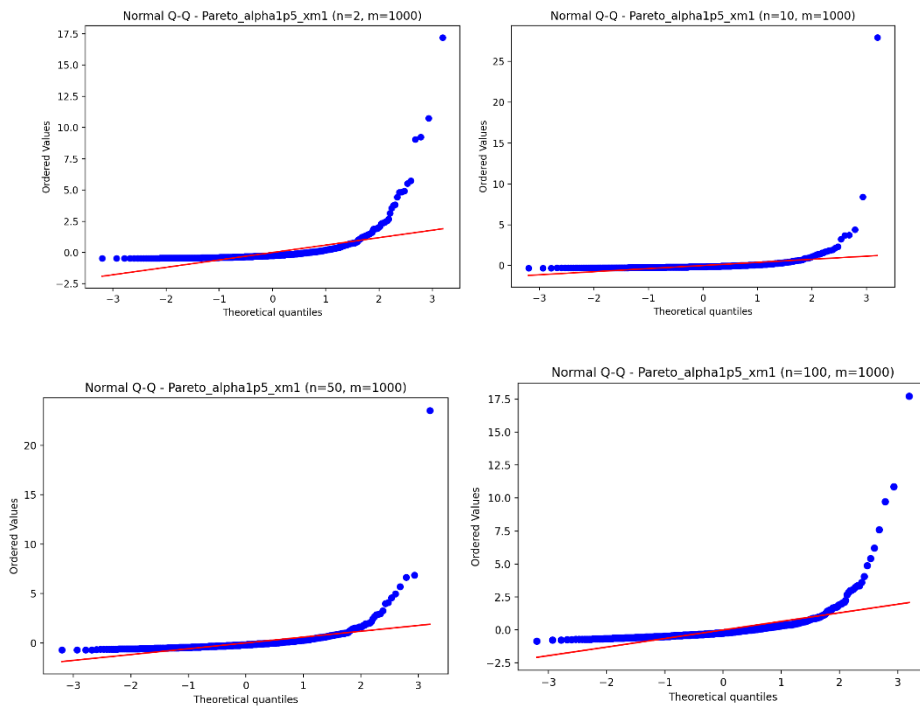 Normal Q-Q - Pareto_alpha1p5_xm1 (n=2, m=1000)
17.5
15.0
12.5
10.0
7.5
5.0
2.5
0.0
−2.5
Ordered Values
−3 −2 −1 0 1 2 3
Theoretical quantiles
Normal Q-Q - Pareto_alpha1p5_xm1 (n=10, m=1000)
25
20
15
10
5
0
Ordered Values
−3 −2 −1 0 1 2 3
Theoretical quantiles
Normal Q-Q - Pareto_alpha1p5_xm1 (n=50, m=1000)
20
15
10
5
0
Ordered Values
−3 −2 −1 0 1 2 3
Theoretical quantiles
Normal Q-Q - Pareto_alpha1p5_xm1 (n=100, m=1000)
17.5
15.0
12.5
10.0
7.5
5.0
2.5
0.0
−2.5
Ordered Values
−3 −2 −1 0 1 2 3
Theoretical quantiles